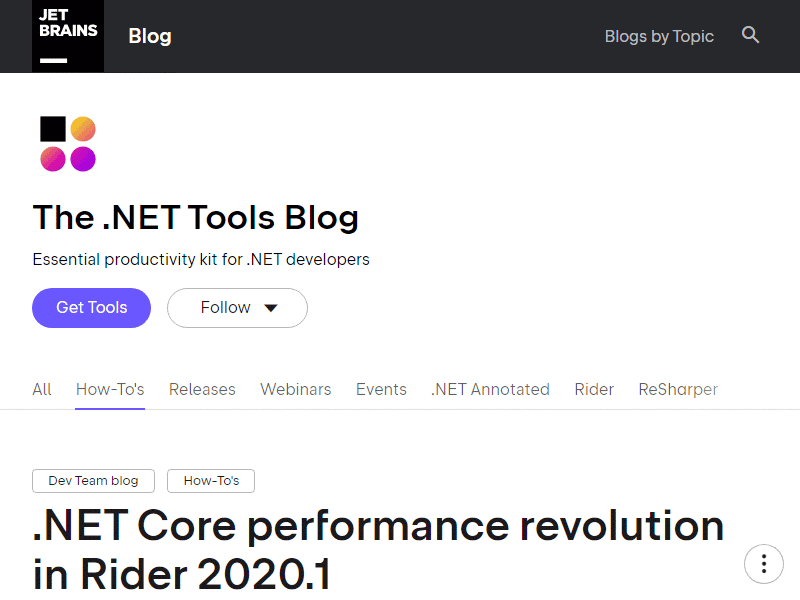 JET
BRAINS
Blog
Blogs by Topic
The .NET Tools Blog
Essential productivity kit for .NET developers
Get Tools
Follow
All
How-To's
Releases
Webinars
Events
.NET Annotated
Rider
ReSharper
Dev Team blog
How-To's
.NET Core performance revolution
in Rider 2020.1